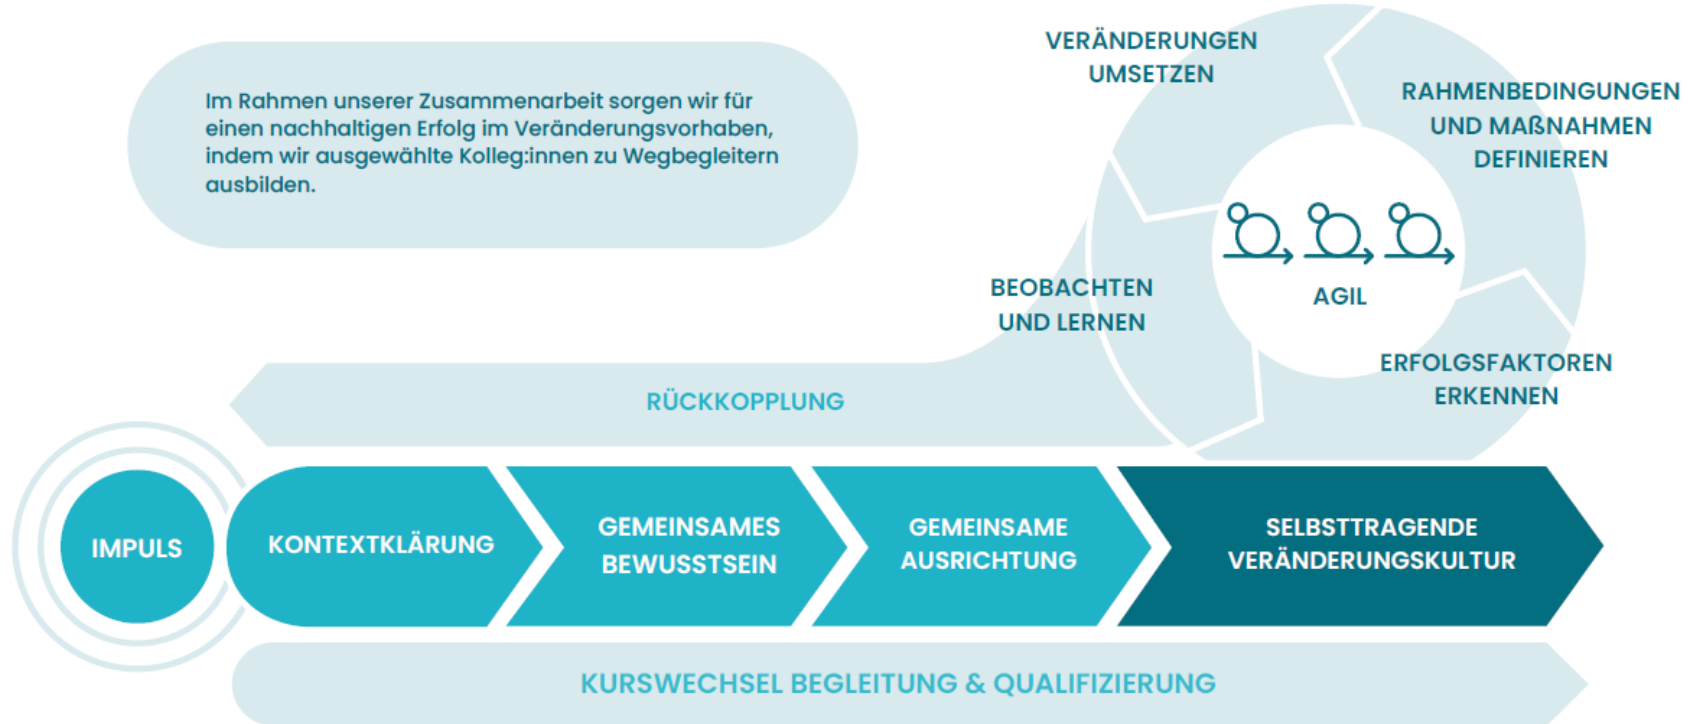 Im Rahmen unserer Zusammenarbeit sorgen wir für
einen nachhaltigen Erfolg im Veränderungsvorhaben,
indem wir ausgewählte Kolleg:innen zu Wegbegleitern
ausbilden.
VERÄNDERUNGEN
UMSETZEN
RAHMENBEDINGUNGEN
UND MAßNAHMEN
DEFINIEREN
AGIL
BEOBACHTEN
UND LERNEN
ERFOLGSFAKTOREN
ERKENNEN
RÜCKKOPPLUNG
IMPULS
KONTEXTKLÄRUNG
GEMEINSAMES
BEWUSSTSEIN
GEMEINSAME
AUSRICHTUNG
SELBSTTRAGENDE
VERÄNDERUNGSKULTUR
KURSWECHSEL BEGLEITUNG & QUALIFIZIERUNG